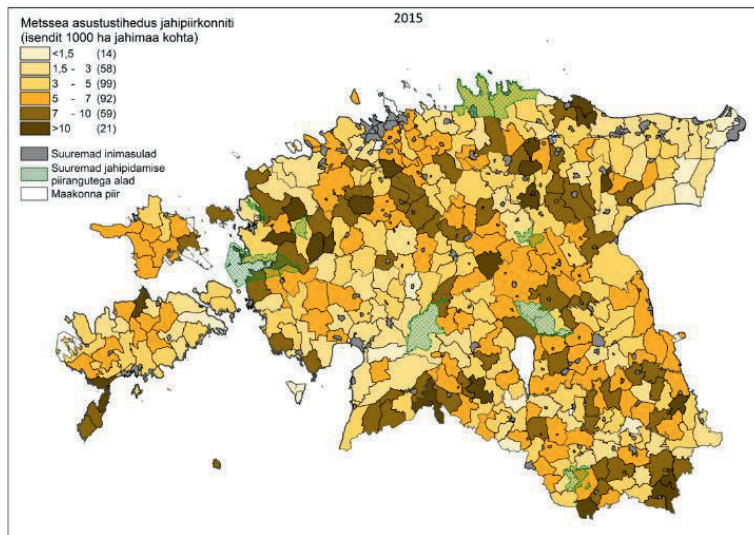 2015
Metssea asustustihedus jahipiirkonniti
(isendit 1000 ha jahimaa kohta)
<1,5 (14)
1,5 - 3 (58)
3 - 5 (99)
5 - 7 (92)
7 - 10 (59)
>10 (21)
Suuremad inimasulad
Suuremad jahipidamise
piirangutega alad
Maakonna piir